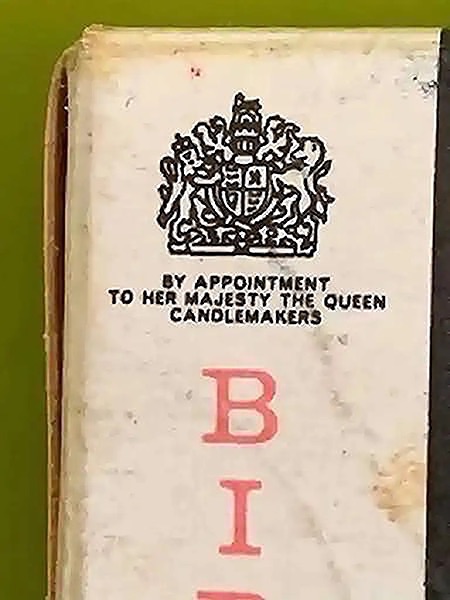 BY APPOINTMENT
TO HER MAJESTY THE QUEEN
CANDLEMAKERS
B
I